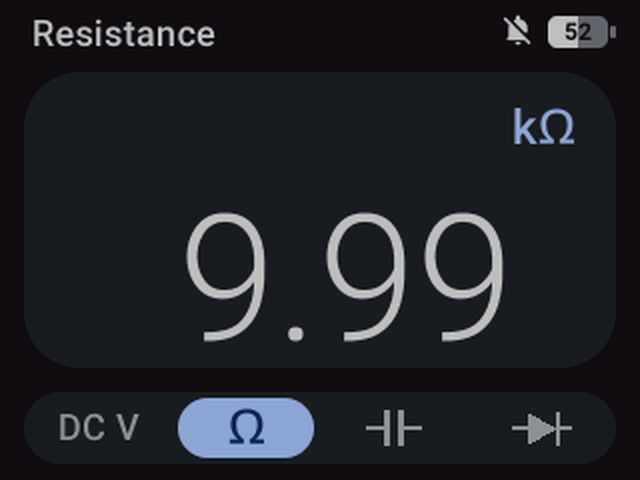 Resistance
52
kΩ
9.99
DC V Ω